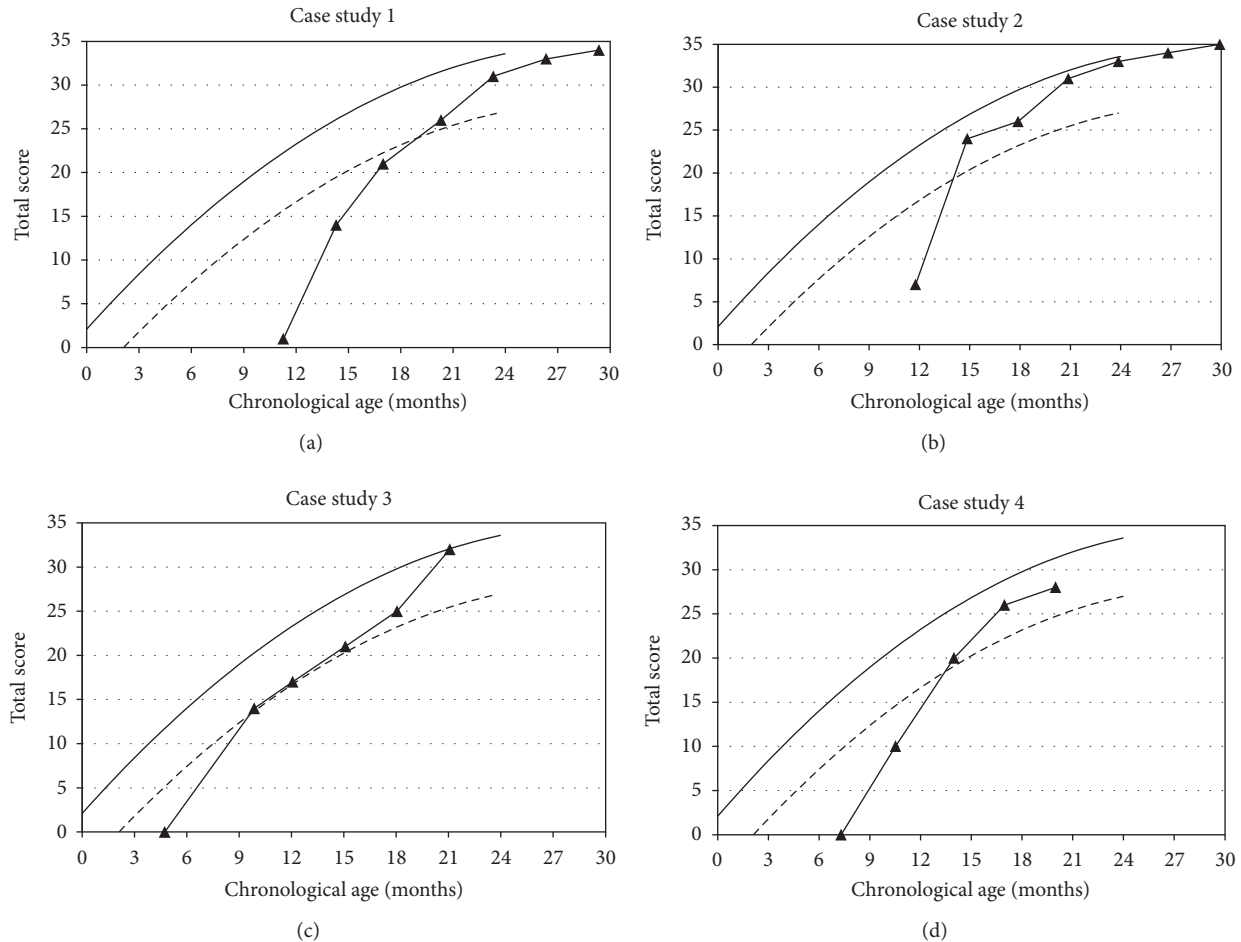 Case study 1
35
30
25
20
15
10
5
0
Total score
0 3 6 9 12 15 18 21 24 27 30
Chronological age (months)
(a)
Case study 2
35
30
25
20
15
10
5
0
Total score
0 3 6 9 12 15 18 21 24 27 30
Chronological age (months)
(b)
Case study 3
35
30
25
20
15
10
5
0
Total score
0 3 6 9 12 15 18 21 24 27 30
Chronological age (months)
(c)
Case study 4
35
30
25
20
15
10
5
0
Total score
0 3 6 9 12 15 18 21 24 27 30
Chronological age (months)
(d)